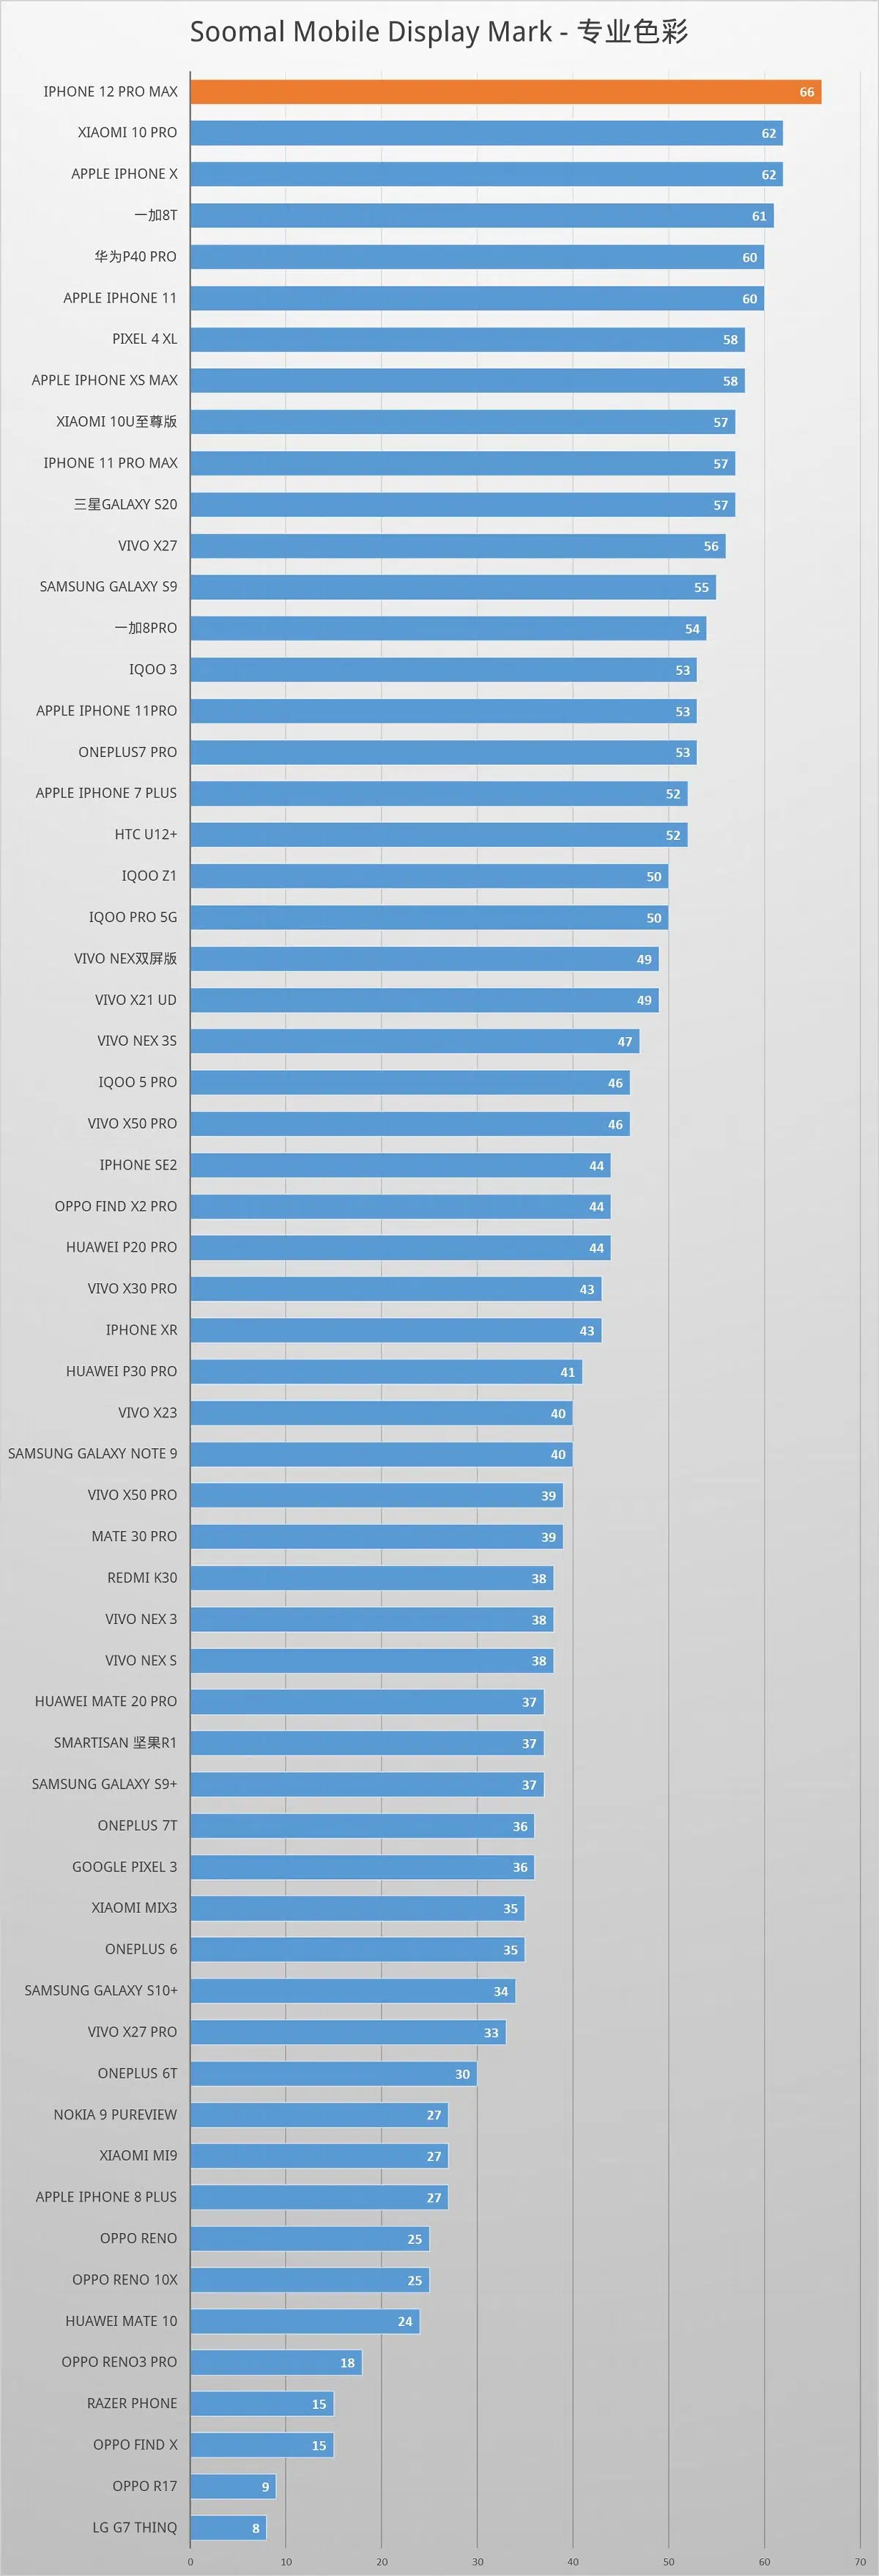 Soomal Mobile Display Mark - 专业色彩
IPHONE 12 PRO MAX 66
XIAOMI 10 PRO 62
APPLE IPHONE X 62
一加8T 61
华为P40 PRO 60
APPLE IPHONE 11 60
PIXEL 4 XL 58
APPLE IPHONE XS MAX 58
XIAOMI 10U至尊版 57
IPHONE 11 PRO MAX 57
三星GALAXY S20 57
VIVO X27 56
SAMSUNG GALAXY S9 55
一加8PRO 54
IQOO 3 53
APPLE IPHONE 11PRO 53
ONEPLUS7 PRO 53
APPLE IPHONE 7 PLUS 52
HTC U12+ 52
IQOO Z1 50
IQOO PRO 5G 50
VIVO NEX双屏版 49
VIVO X21 UD 49
VIVO NEX 3S 47
IQOO 5 PRO 46
VIVO X50 PRO 46
IPHONE SE2 44
OPPO FIND X2 PRO 44
HUAWEI P20 PRO 44
VIVO X30 PRO 43
IPHONE XR 43
HUAWEI P30 PRO 41
VIVO X23 40
SAMSUNG GALAXY NOTE 9 40
VIVO X50 PRO 39
MATE 30 PRO 39
REDMI K30 38
VIVO NEX 3 38
VIVO NEX S 38
HUAWEI MATE 20 PRO 37
SMARTISAN 坚果R1 37
SAMSUNG GALAXY S9+ 37
ONEPLUS 7T 36
GOOGLE PIXEL 3 36
XIAOMI MIX3 35
ONEPLUS 6 35
SAMSUNG GALAXY S10+ 34
VIVO X27 PRO 33
ONEPLUS 6T 30
NOKIA 9 PUREVIEW 27
XIAOMI MI9 27
APPLE IPHONE 8 PLUS 27
OPPO RENO 25
OPPO RENO 10X 25
HUAWEI MATE 10 24
OPPO RENO3 PRO 18
RAZER PHONE 15
OPPO FIND X 15
OPPO R17 9
LG G7 THINQ 8
0 10 20 30 40 50 60 70